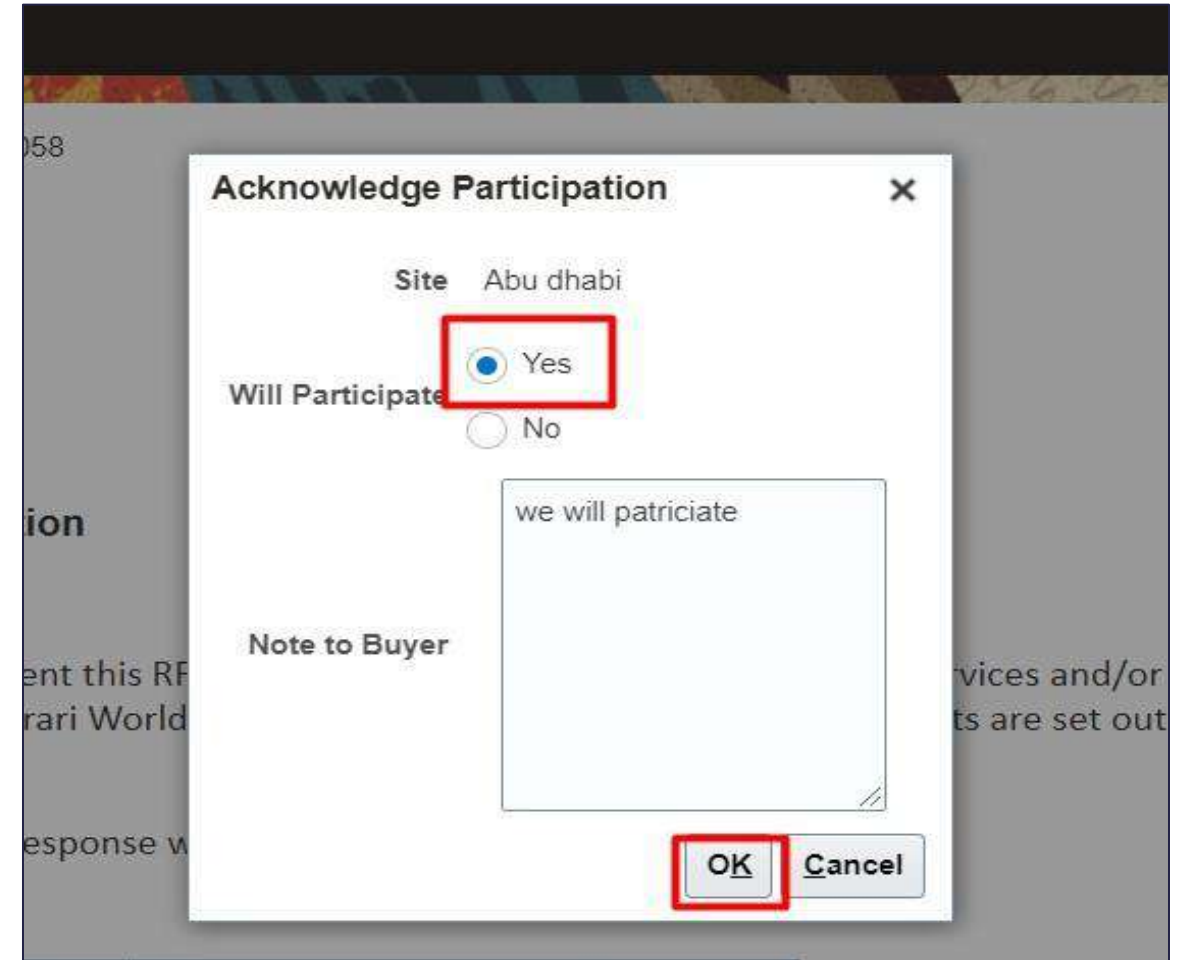 058
Acknowledge Participation
Site Abu dhabi
Yes
Will Participate
No
we will patriciate
tion
Note to Buyer
ent this RF vices and/or
rari World ts are set out
esponse w
OK Cancel